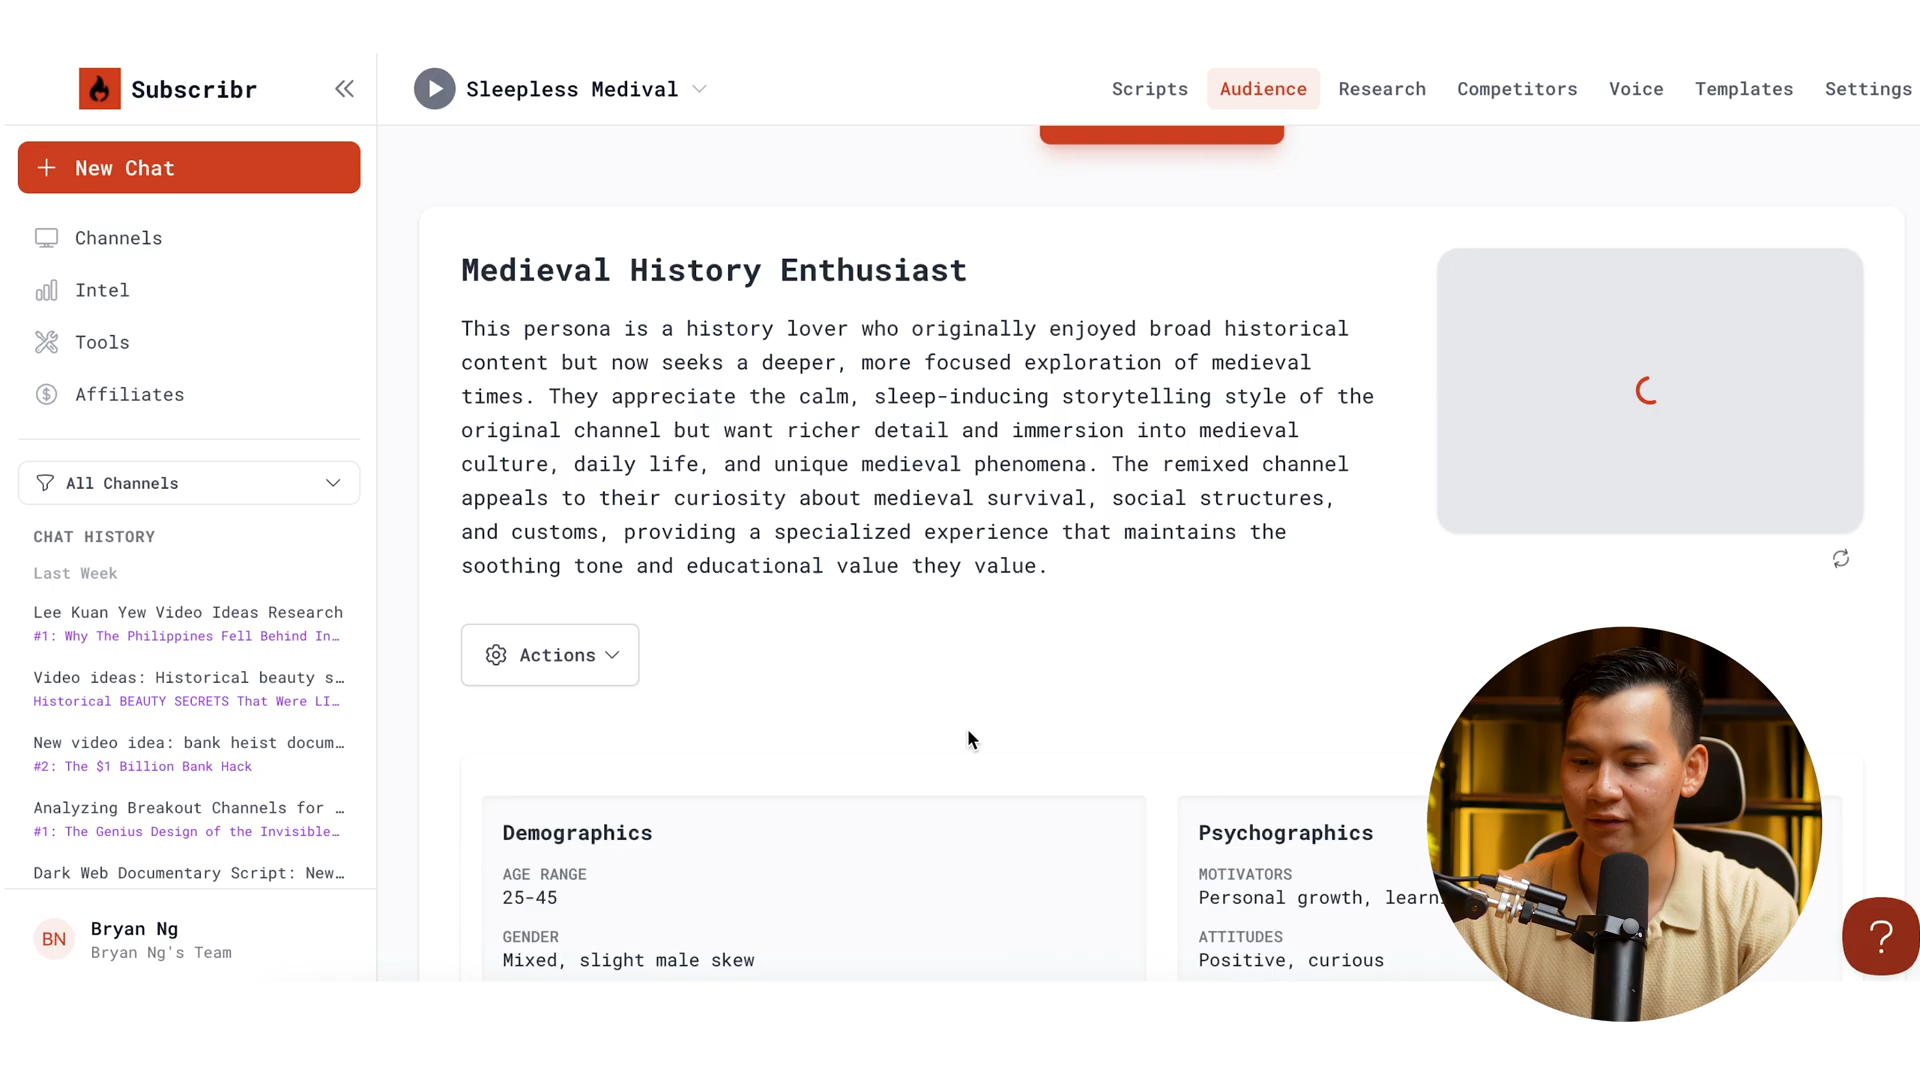 Subscribr
Sleepless Medival
Scripts
Audience
Research
Competitors
Voice
Templates
Settings
New Chat
Channels
Intel
Tools
Affiliates
All Channels
CHAT HISTORY
Last Week
Lee Kuan Yew Video Ideas Research
#1: Why The Philippines Fell Behind In…
Video ideas: Historical beauty s…
Historical BEAUTY SECRETS That Were LI…
New video idea: bank heist docum…
#2: The $1 Billion Bank Hack
Analyzing Breakout Channels for …
#1: The Genius Design of the Invisible…
Dark Web Documentary Script: New…
BN
Bryan Ng
Bryan Ng's Team
Medieval History Enthusiast
This persona is a history lover who originally enjoyed broad historical
content but now seeks a deeper, more focused exploration of medieval
times. They appreciate the calm, sleep-inducing storytelling style of the
original channel but want richer detail and immersion into medieval
culture, daily life, and unique medieval phenomena. The remixed channel
appeals to their curiosity about medieval survival, social structures,
and customs, providing a specialized experience that maintains the
soothing tone and educational value they value.
Actions
Demographics
AGE RANGE
25-45
GENDER
Mixed, slight male skew
Psychographics
MOTIVATORS
Personal growth, learn
ATTITUDES
Positive, curious
?